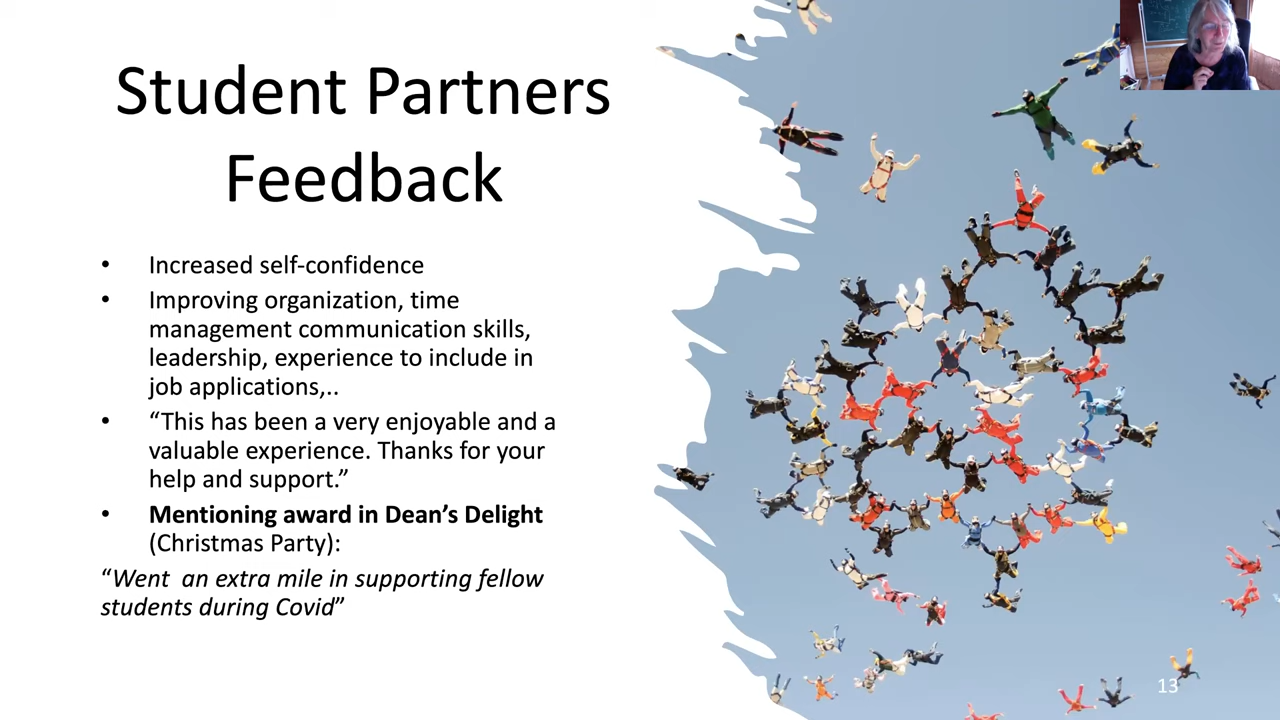 Student Partners
Feedback
• Increased self-confidence
• Improving organization, time
management communication skills,
leadership, experience to include in
job applications,..
• “This has been a very enjoyable and a
valuable experience. Thanks for your
help and support.”
• Mentioning award in Dean’s Delight
(Christmas Party):
“Went  an extra mile in supporting fellow
students during Covid”
13